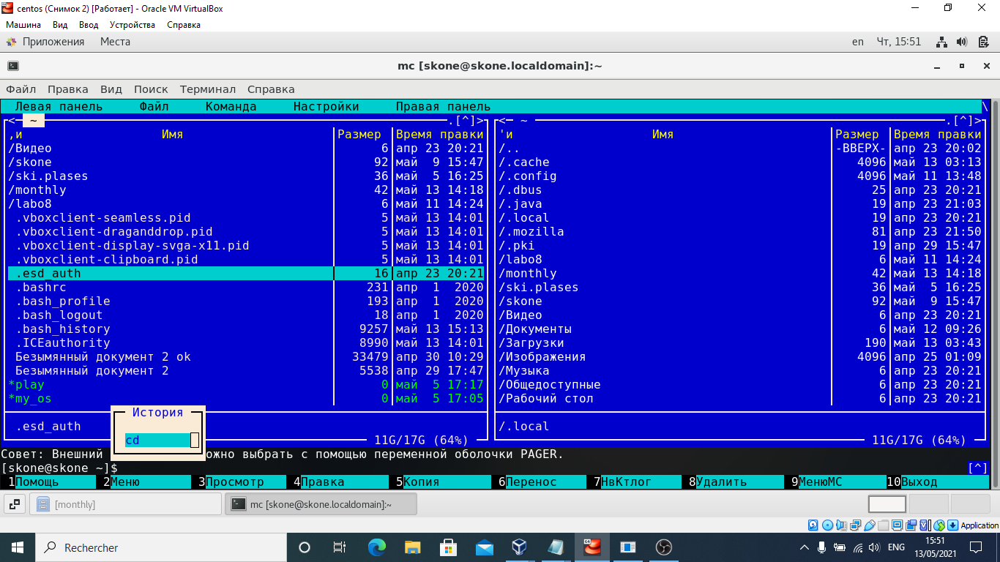 centos (Снимок 2) [Работает] - Oracle VM VirtualBox
Машина Вид Ввод Устройства Справка
Приложения Места en Чт, 15:51
mc [skone@skone.localdomain]:~
Файл Правка Вид Поиск Терминал Справка
Левая панель Файл Команда Настройки Правая панель \
<─ ~ .[^]> <─ ~ .[^]>
,и Имя Размер Время правки 'и Имя Размер Время правки
/Видео 6 апр 23 20:21 /.. -ВВЕРХ- апр 23 20:02
/skone 92 май 9 15:47 /.cache 4096 май 13 03:13
/ski.plases 36 май 5 16:25 /.config 4096 май 11 13:48
/monthly 42 май 13 14:18 /.dbus 25 апр 23 20:21
/labo8 6 май 11 14:24 /.java 19 апр 23 21:03
.vboxclient-seamless.pid 5 май 13 14:01 /.local 19 апр 23 20:21
.vboxclient-draganddrop.pid 5 май 13 14:01 /.mozilla 81 апр 23 21:50
.vboxclient-display-svga-x11.pid 5 май 13 14:01 /.pki 19 апр 29 15:47
.vboxclient-clipboard.pid 5 май 13 14:01 /labo8 6 май 11 14:24
.esd_auth 16 апр 23 20:21 /monthly 42 май 13 14:18
.bashrc 231 апр 1 2020 /ski.plases 36 май 5 16:25
.bash_profile 193 апр 1 2020 /skone 92 май 9 15:47
.bash_logout 18 апр 1 2020 /Видео 6 апр 23 20:21
.bash_history 9257 май 13 15:13 /Документы 6 май 12 09:26
.ICEauthority 8990 май 13 14:01 /Загрузки 190 май 13 03:43
Безымянный документ 2 ok 33479 апр 30 10:29 /Изображения 4096 апр 25 01:09
Безымянный документ 2 5538 апр 29 17:47 /Музыка 6 апр 23 20:21
*play 0 май 5 17:17 /Общедоступные 6 апр 23 20:21
*my_os 0 май 5 17:05 /Рабочий стол 6 апр 23 20:21
История
.esd_auth /.local
cd 11G/17G (64%) 11G/17G (64%)
Совет: Внешний ожно выбрать с помощью переменной оболочки PAGER.
[skone@skone ~]$ [^]
1Помощь 2Меню 3Просмотр 4Правка 5Копия 6Перенос 7НвКтлог 8Удалить 9МенюМС 10Выход
[monthly] mc [skone@skone.localdomain]:~
Application
Rechercher ENG 15:51
13/05/2021